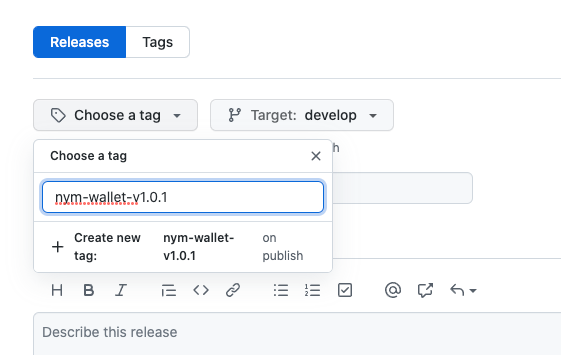 Releases Tags
Choose a tag Target: develop
Choose a tag
h
nym-wallet-v1.0.1
Create new nym-wallet- on
tag: v1.0.1 publish
Describe this release